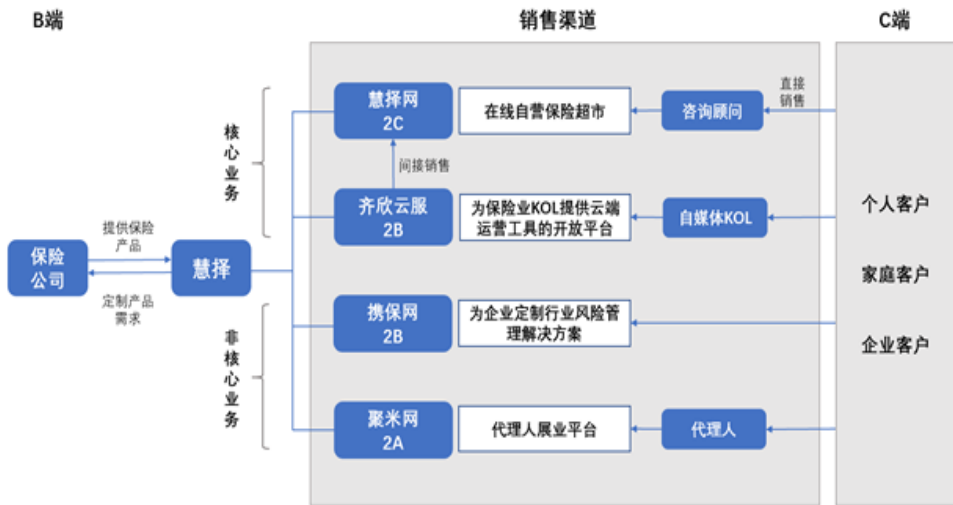 B端
销售渠道
C端
慧择网
2C
在线自营保险超市
咨询顾问
直接
销售
核
心
业
务
间接销售
齐欣云服
2B
为保险业KOL提供云端
运营工具的开放平台
自媒体KOL
个人客户
提供保险
产品
保险
公司
慧择
家庭客户
定制产品
需求
携保网
2B
为企业定制行业风险管
理解决方案
企业客户
非
核
心
业
务
聚米网
2A
代理人展业平台
代理人